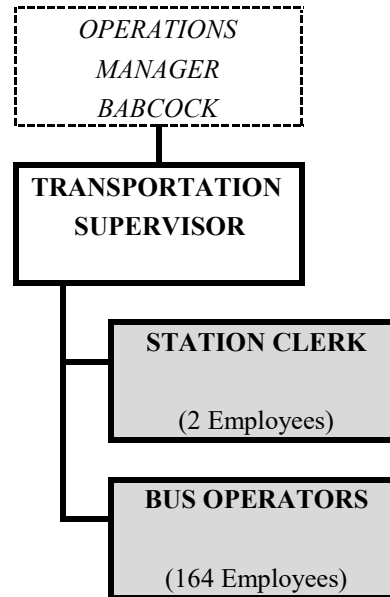 OPERATIONS
MANAGER
BABCOCK
TRANSPORTATION
SUPERVISOR
STATION CLERK
(2 Employees)
BUS OPERATORS
(164 Employees)